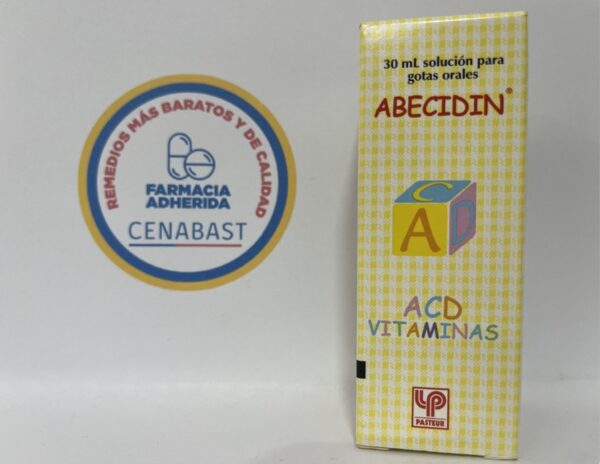 REMEDIOS MÁS BARATOS Y DE CALIDAD
FARMACIA
ADHERIDA
CENABAST
30 mL solución para
gotas orales
ABECIDIN®
C
A D
ACD
VITAMINAS
LP
PASTEUR